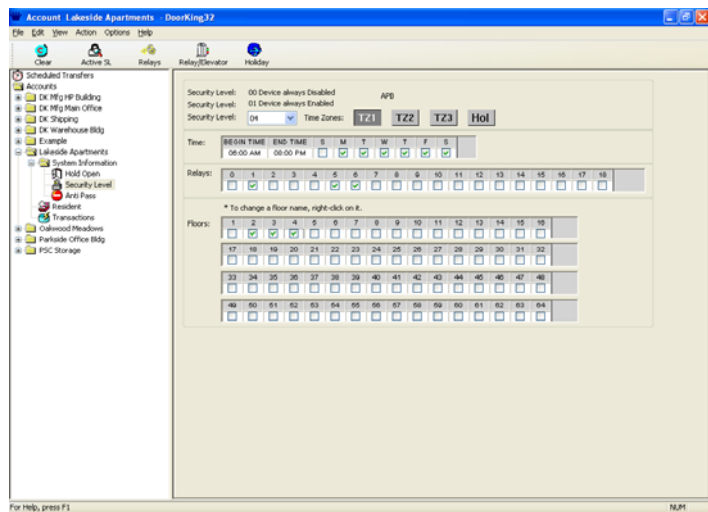 Account Lakeside Apartments - DoorKing32
File Edit View Action Options Help
Clear Active SL Relays Relay/Elevator Holiday
Scheduled Transfers
Accounts
DK Mfg HP Building
DK Mfg Main Office
DK Shipping
DK Warehouse Bldg
Example
Lakeside Apartments
System Information
Hold Open
Security Level
Anti Pass
Resident
Transactions
Oakwood Meadows
Parkside Office Bldg
PSC Storage
Security Level: 00 Device always Disabled APB
Security Level: 01 Device always Enabled
Security Level: 04 Time Zones: TZ1 TZ2 TZ3 Hol
Time: BEGIN TIME END TIME S M T W T F S
06:00 AM 08:00 PM
Relays: 0 1 2 3 4 5 6 7 8 9 10 11 12 13 14 15 16 17 18
* To change a floor name, right-click on it.
Floors: 1 2 3 4 5 6 7 8 9 10 11 12 13 14 15 16
17 18 19 20 21 22 23 24 25 26 27 28 29 30 31 32
33 34 35 36 37 38 39 40 41 42 43 44 45 46 47 48
49 50 51 52 53 54 55 56 57 58 59 60 61 62 63 64
For Help, press F1 NUM